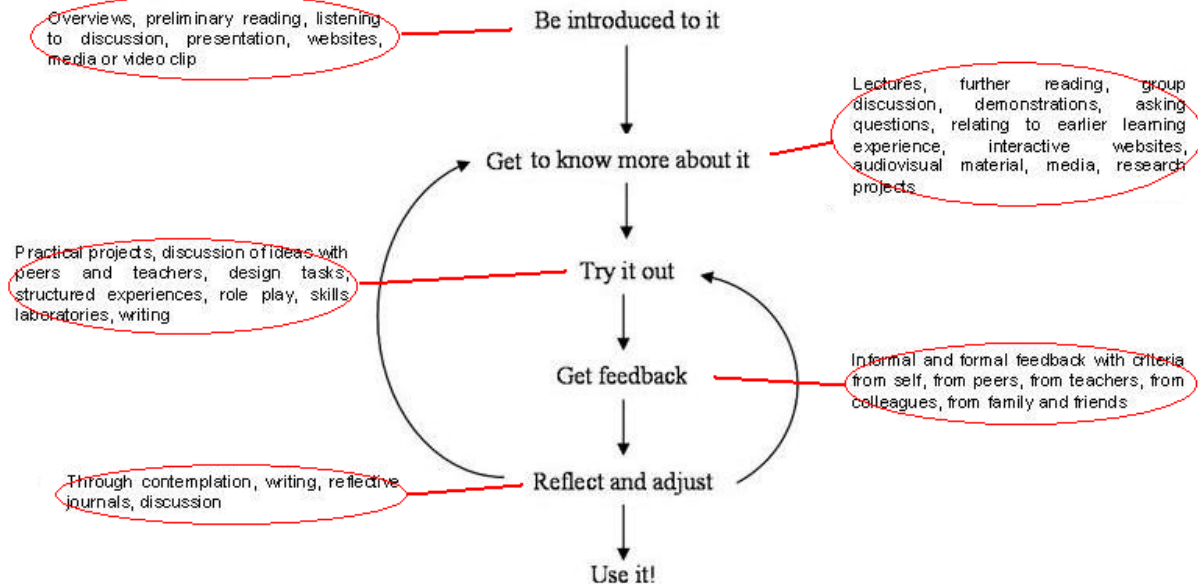 Overviews, preliminary reading, listening
to discussion, presentation, websites,
media or video clip
Be introduced to it
Lectures, further reading, group
discussion, demonstrations, asking
questions, relating to earlier learning
experience, interactive websites,
audiovisual material, media, research
projects
Get to know more about it
Practical projects, discussion of ideas with
peers and teachers, design tasks,
structured experiences, role play, skills
laboratories, writing
Try it out
Get feedback
Informal and formal feedback with criteria
from self, from peers, from teachers, from
colleagues, from family and friends
Through contemplation, writing, reflective
journals, discussion
Reflect and adjust
Use it!